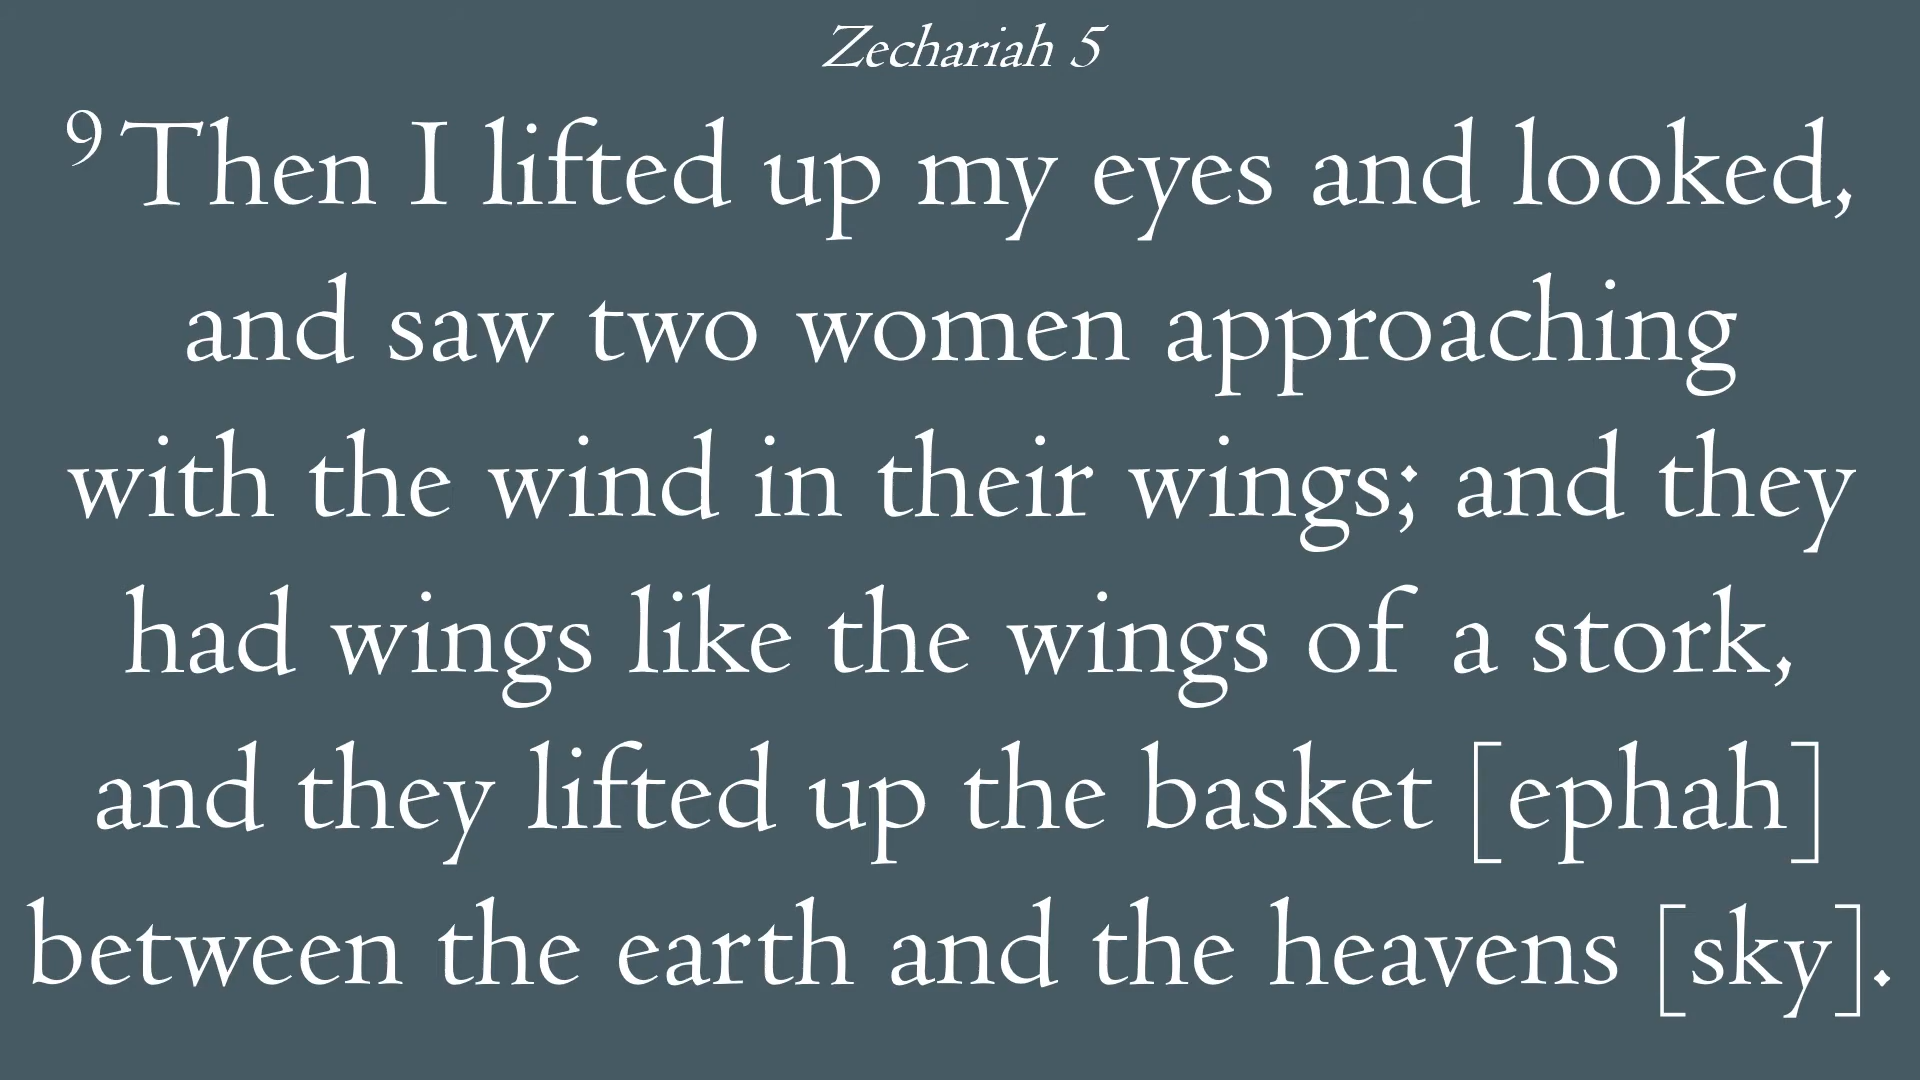 Zechariah 5
9 Then I lifted up my eyes and looked,
and saw two women approaching
with the wind in their wings; and they
had wings like the wings of a stork,
and they lifted up the basket [ephah]
between the earth and the heavens [sky].